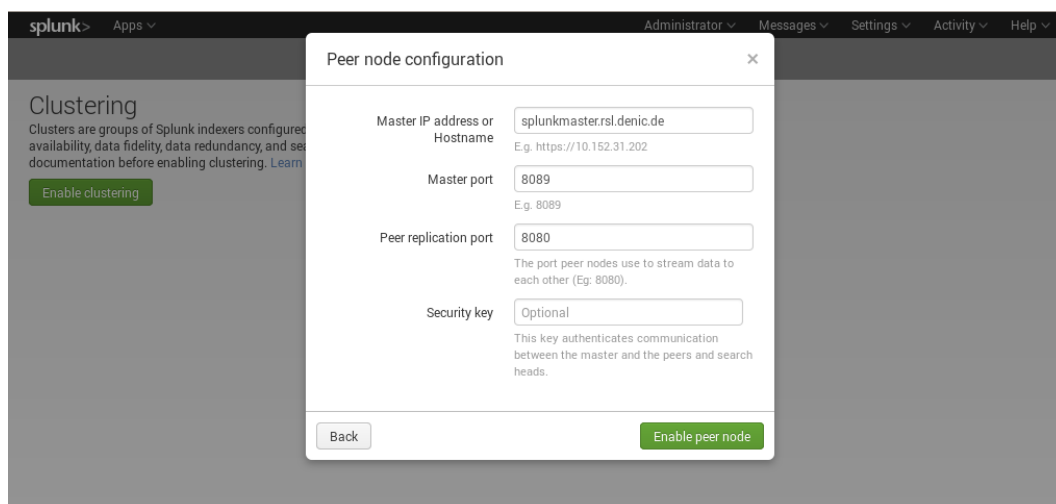 splunk> Apps Administrator Messages Settings Activity Help
Peer node configuration ×
Clustering
Clusters are groups of Splunk indexers configured
availability, data fidelity, data redundancy, and sea
documentation before enabling clustering. Learn
Enable clustering
Master IP address or
Hostname
splunkmaster.rsl.denic.de
E.g. https://10.152.31.202
Master port
8089
E.g. 8089
Peer replication port
8080
The port peer nodes use to stream data to
each other (Eg: 8080).
Security key
Optional
This key authenticates communication
between the master and the peers and search
heads.
Back
Enable peer node